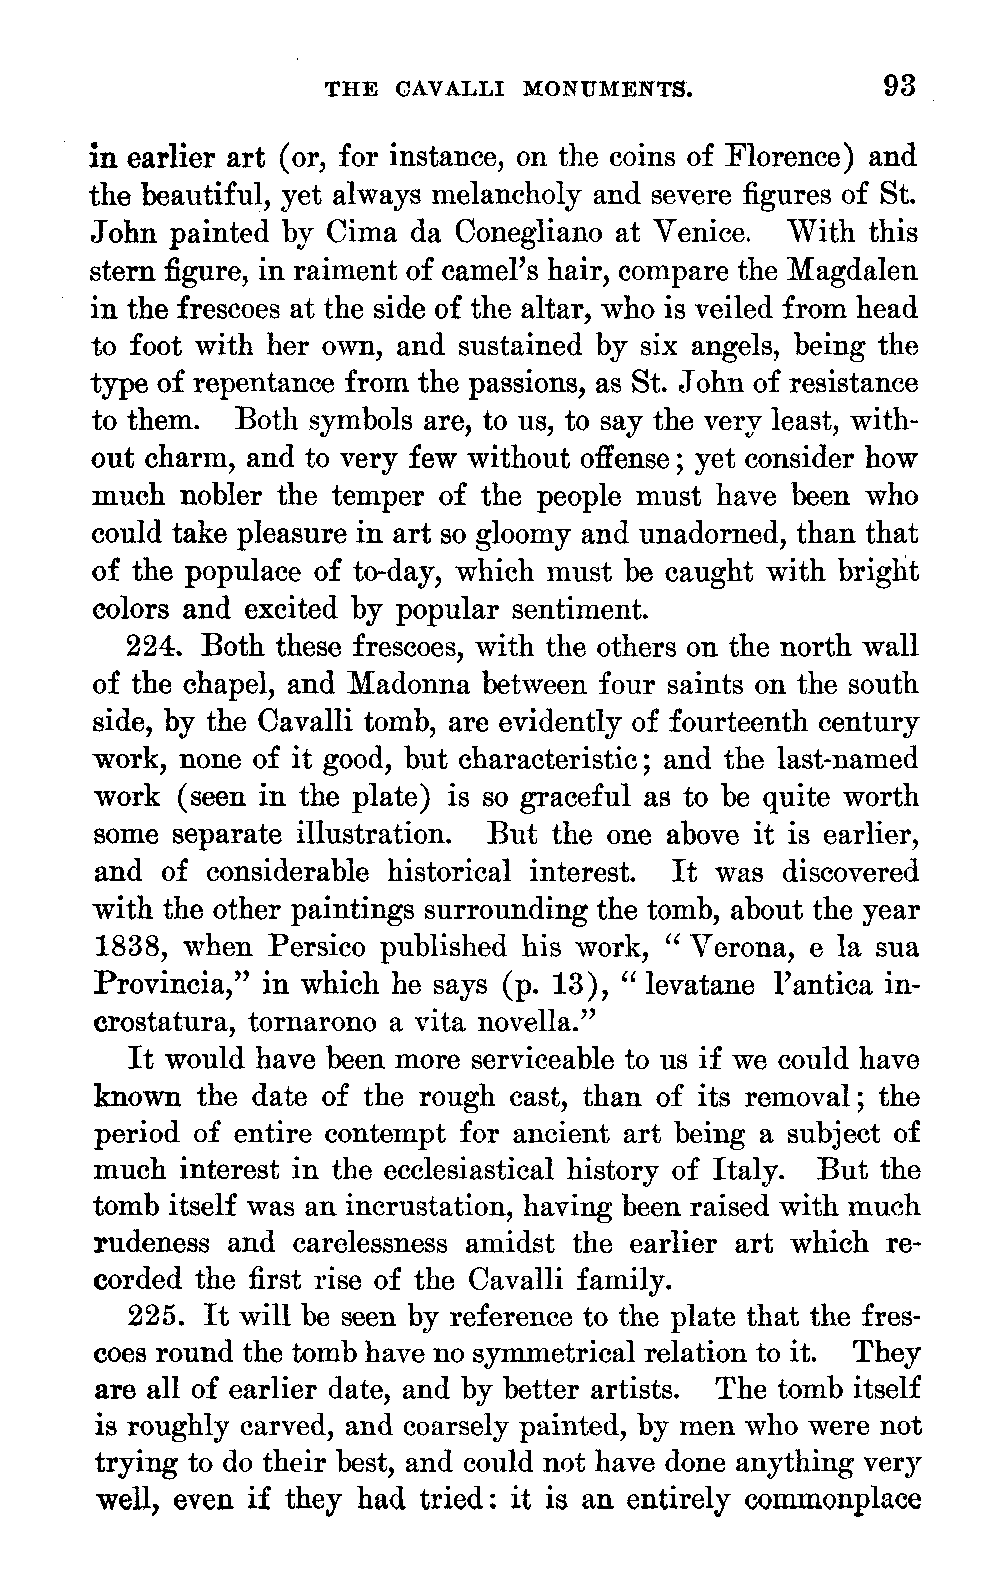 THE CAVALLI MONUMENTS. 93
in earlier art (or, for instance, on the coins of Florence) and
the beautiful, yet always melancholy and severe figures of St.
John painted by Cima da Conegliano at Venice. With this
stern figure, in raiment of camel's hair, compare the Magdalen
in the frescoes at the side of the altar, who is veiled from head
to foot with her own, and sustained by six angels, being the
type of repentance from the passions, as St. John of resistance
to them. Both symbols are, to us, to say the very least, with-
out charm, and to very few without offense; yet consider how
much nobler the temper of the people must have been who
could take pleasure in art so gloomy and unadorned, than that
of the populace of to-day, which must be caught with bright
colors and excited by popular sentiment.
224. Both these frescoes, with the others on the north wall
of the chapel, and Madonna between four saints on the south
side, by the Cavalli tomb, are evidently of fourteenth century
work, none of it good, but characteristic; and the last-named
work (seen in the plate) is so graceful as to be quite worth
some separate illustration. But the one above it is earlier,
and of considerable historical interest. It was discovered
with the other paintings surrounding the tomb, about the year
1838, when Persico published his work, "Verona, e la sua
Provincia," in which he says (p. 13), "levatane l'antica in-
crostatura, tornarono a vita novella."
It would have been more serviceable to us if we could have
known the date of the rough cast, than of its removal; the
period of entire contempt for ancient art being a subject of
much interest in the ecclesiastical history of Italy. But the
tomb itself was an incrustation, having been raised with much
rudeness and carelessness amidst the earlier art which re-
corded the first rise of the Cavalli family.
225. It will be seen by reference to the plate that the fres-
coes round the tomb have no symmetrical relation to it. They
are all of earlier date, and by better artists. The tomb itself
is roughly carved, and coarsely painted, by men who were not
trying to do their best, and could not have done anything very
well, even if they had tried: it is an entirely commonplace